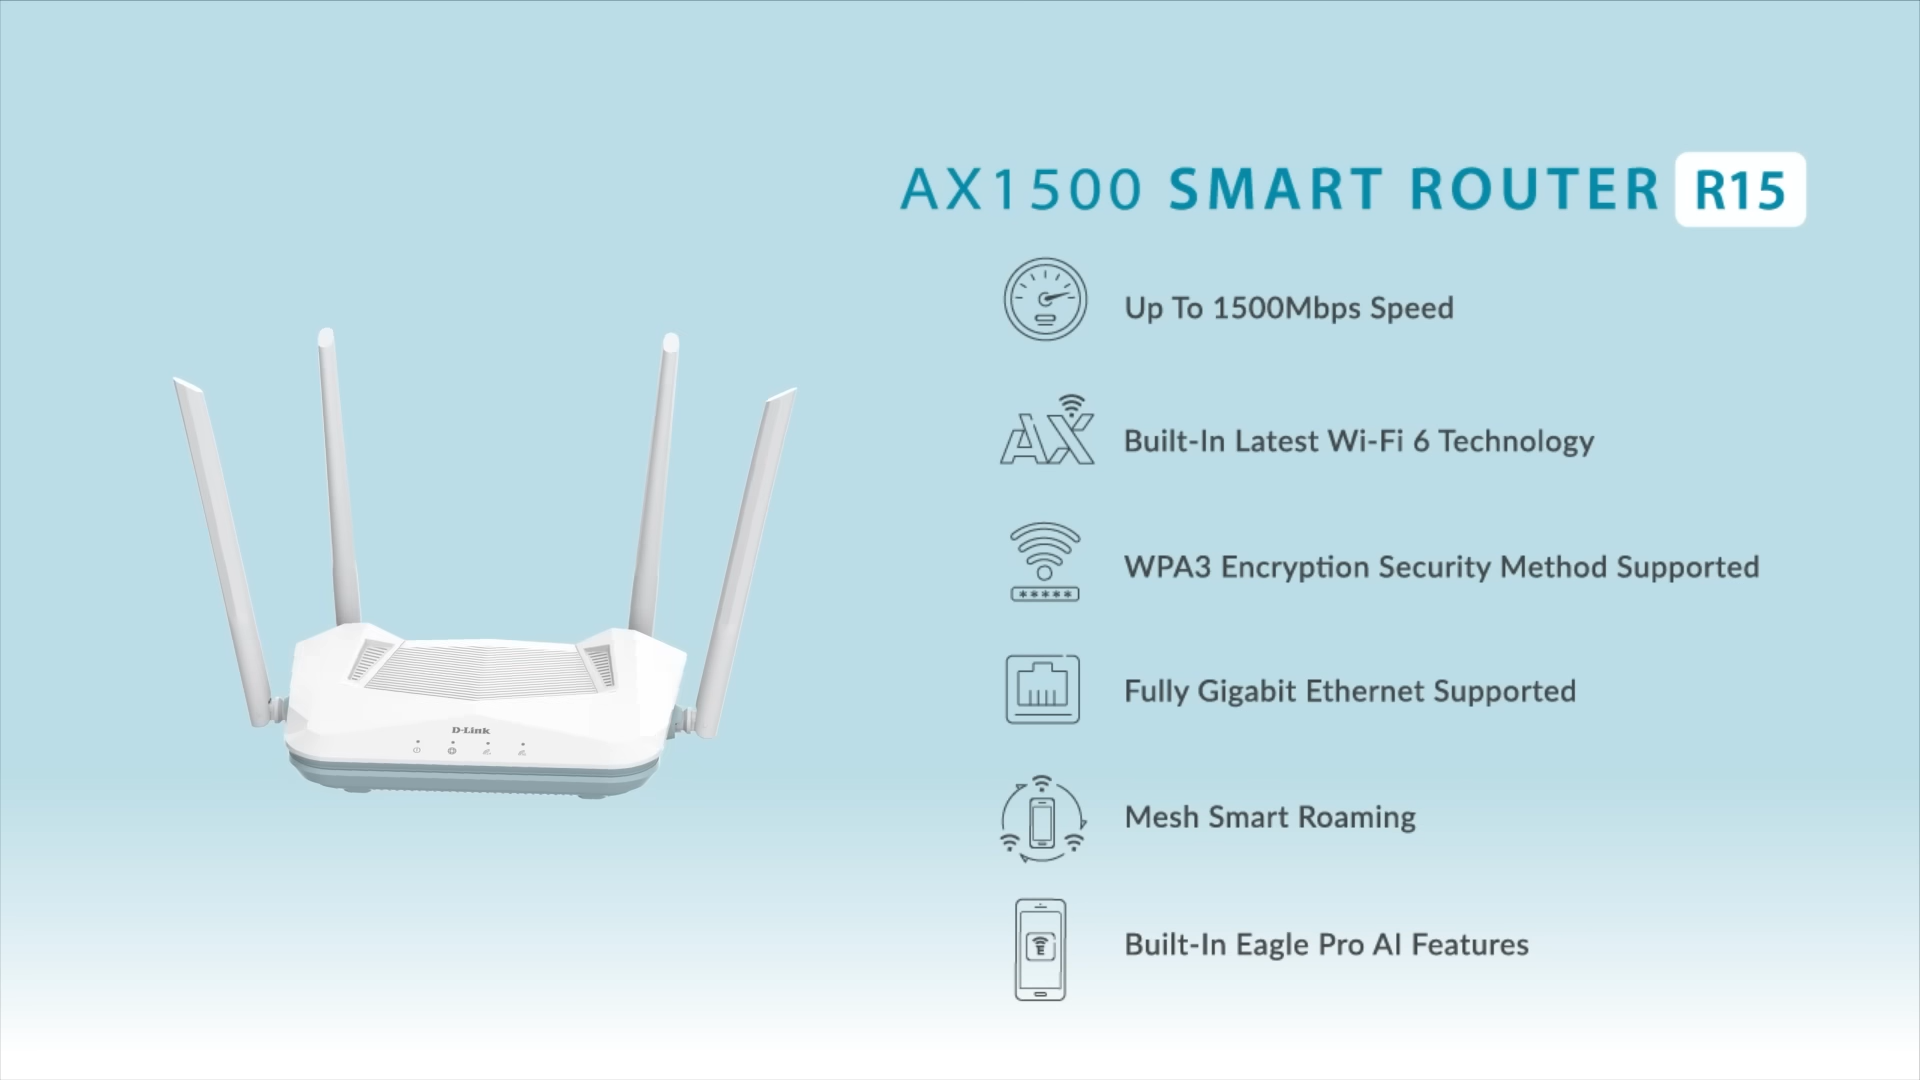 AX1500 SMART ROUTER R15
Up To 1500Mbps Speed
AX
Built-In Latest Wi-Fi 6 Technology
*****
WPA3 Encryption Security Method Supported
Fully Gigabit Ethernet Supported
Mesh Smart Roaming
E
Built-In Eagle Pro AI Features
D-Link